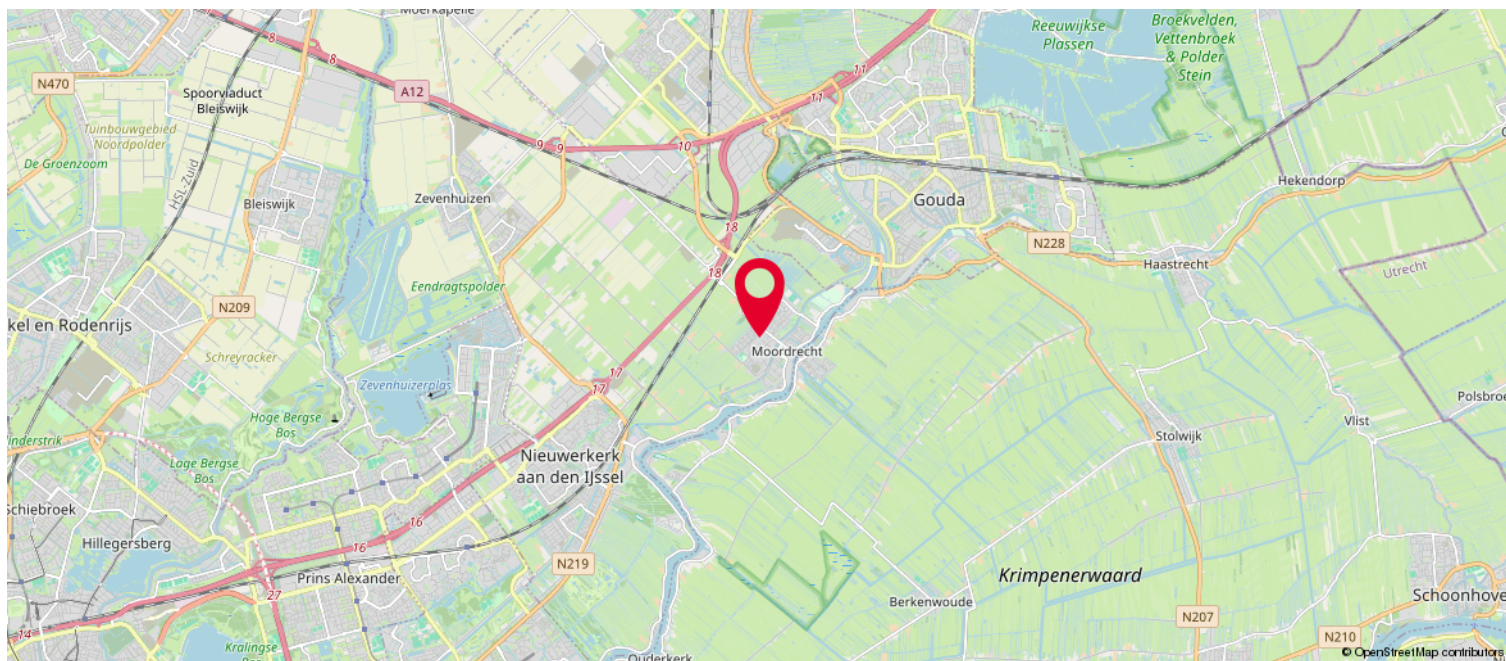 Moerkapelle
Reeuwijkse
Plassen
Broekvelden,
Vettenbroek
& Polder
Stein
8
8
11
11
N470
Spoorviaduct
Bleiswijk
A12
Tuinbouwgebied
Noordpolder
9
9
10
De Groenzoom
HSL-Zuid
Bleiswijk
Zevenhuizen
Gouda
Hekendorp
18
N228
Haastrecht
Utrecht
18
Eendragtspolder
N209
kel en Rodenrijs
Schreyracker
Moordrecht
17
17
Zevenhuizerplas
Hoge Bergse
Bos
Polsbroe
Vlist
Stolwijk
inderstrik
Lage Bergse
Bos
Nieuwerkerk
aan den IJssel
Schiebroek
16
16
Hillegersberg
N219
Prins Alexander
Krimpenerwaard
27
Berkenwoude
Schoonhove
N207
14
N210
Kralingse
Bos
Ouderkerk
© OpenStreetMap contributors